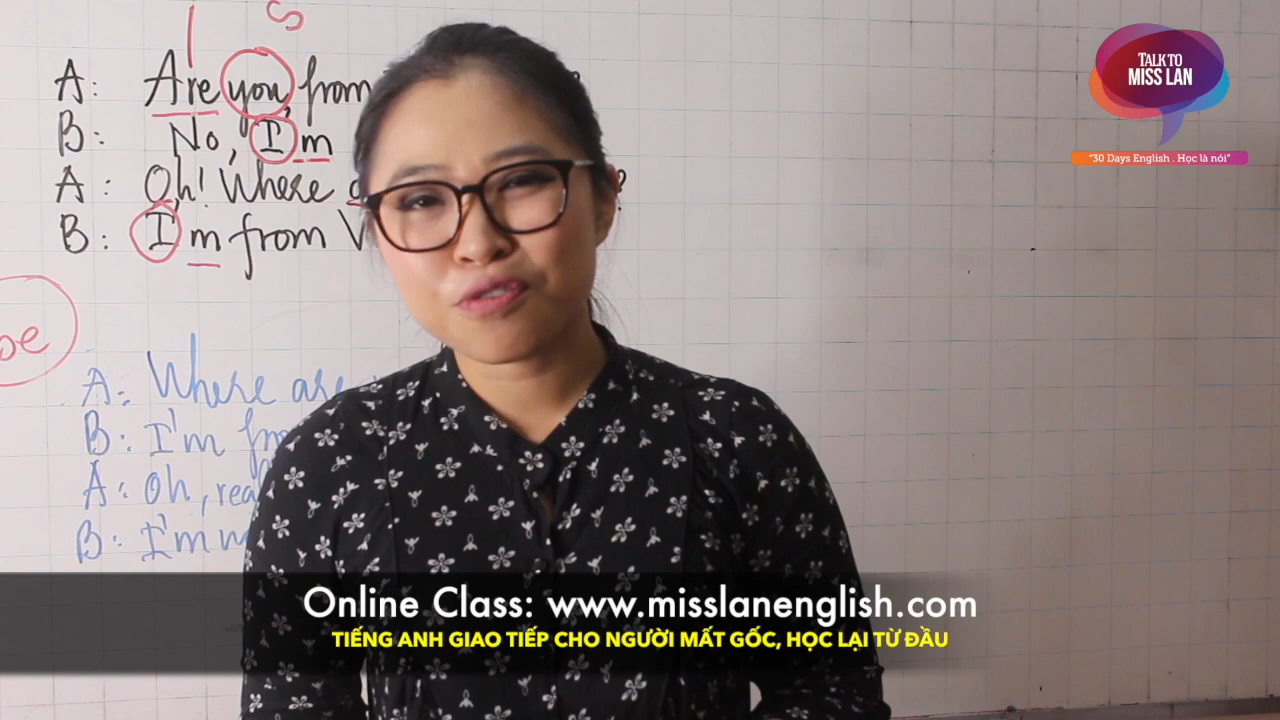 I S
A: Are you from ?
B: No, I'm
A: Oh! Where ?
B: I'm from V
A: Where are
B: I'm
A: Oh,
B: I'm
TALK TO
MISS LAN
"30 Days English . Học là nói"
Online Class: www.misslanenglish.com
TIẾNG ANH GIAO TIẾP CHO NGƯỜI MẤT GỐC, HỌC LẠI TỪ ĐẦU